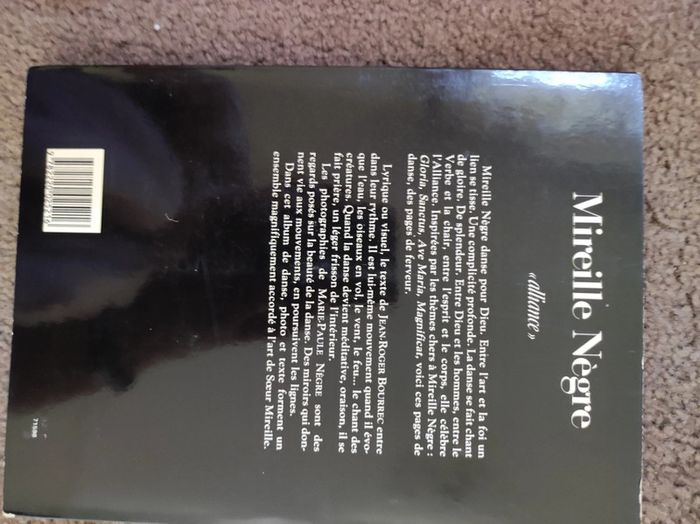 Mireille Nègre
«alliance»
Mireille Nègre danse pour Dieu. Entre l'art et la foi un
lien se tisse. Une complicité profonde. La danse se fait chant
de gloire. De splendeur. Entre Dieu et les hommes, entre le
Verbe et la chair, entre l'esprit et le corps, elle célèbre
l'Alliance. Inspirées par les thèmes chers à Mireille Nègre :
Gloria, Sanctus, Ave Maria, Magnificat, voici ces pages de
danse, des pages de ferveur.
Lyrique ou visuel, le texte de JEAN-ROGER BOURREC entre
dans leur rythme. Il est lui-même mouvement quand il évo-
que l'eau, les oiseaux en vol, le vent, le feu... le chant des
créatures. Quand la danse devient méditative, oraison, il se
fait prière, un léger frisson de l'intérieur.
Les photographies de MARIE-PAULE NÈGRE sont des
regards posés sur la beauté de la danse. Des miroirs qui don-
nent vie aux mouvements, en poursuivent les lignes.
Dans cet album de danse, photo et texte forment un
ensemble magnifiquement accordé à l'art de Sœur Mireille.